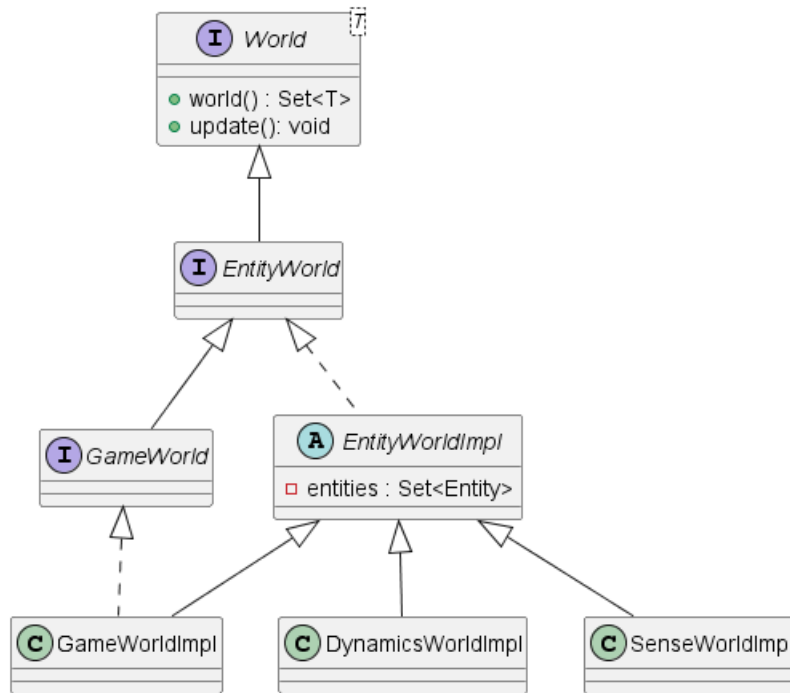 I World T
world() : Set<T>
update(): void
I EntityWorld
I GameWorld
A EntityWorldImpl
entities : Set<Entity>
C GameWorldImpl
C DynamicsWorldImpl
C SenseWorldImp